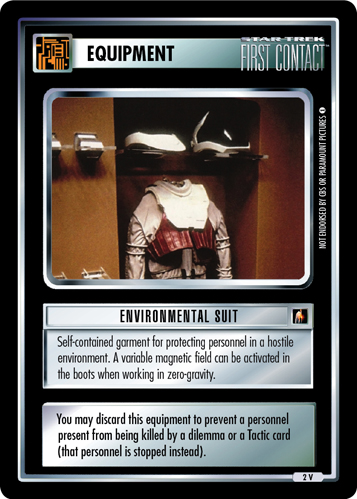 EQUIPMENT
STAR TREK
FIRST CONTACT
NOT ENDORSED BY CBS OR PARAMOUNT PICTURES
ENVIRONMENTAL SUIT
Self-contained garment for protecting personnel in a hostile
environment. A variable magnetic field can be activated in
the boots when working in zero-gravity.
You may discard this equipment to prevent a personnel
present from being killed by a dilemma or a Tactic card
(that personnel is stopped instead).
2 V